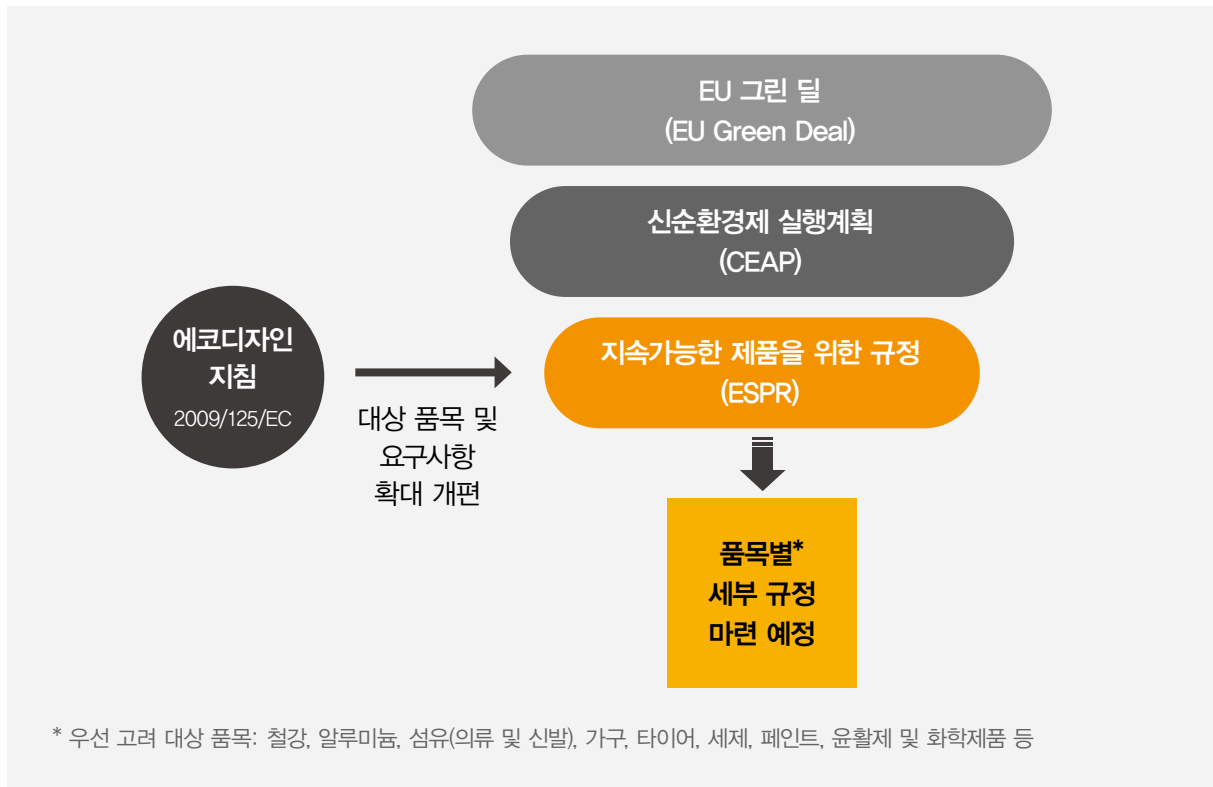 EU 그린 딜
(EU Green Deal)
신순환경제 실행계획
(CEAP)
에코디자인
지침
2009/125/EC
대상 품목 및
요구사항
확대 개편
지속가능한 제품을 위한 규정
(ESPR)
품목별*
세부 규정
마련 예정
* 우선 고려 대상 품목: 철강, 알루미늄, 섬유(의류 및 신발), 가구, 타이어, 세제, 페인트, 윤활제 및 화학제품 등